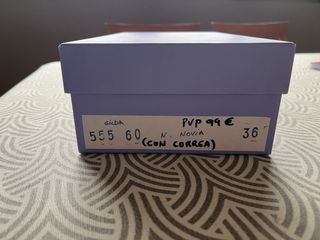 GILDA PVP 99 €
555 60 N. NOVIA 36
(CON CORREA)